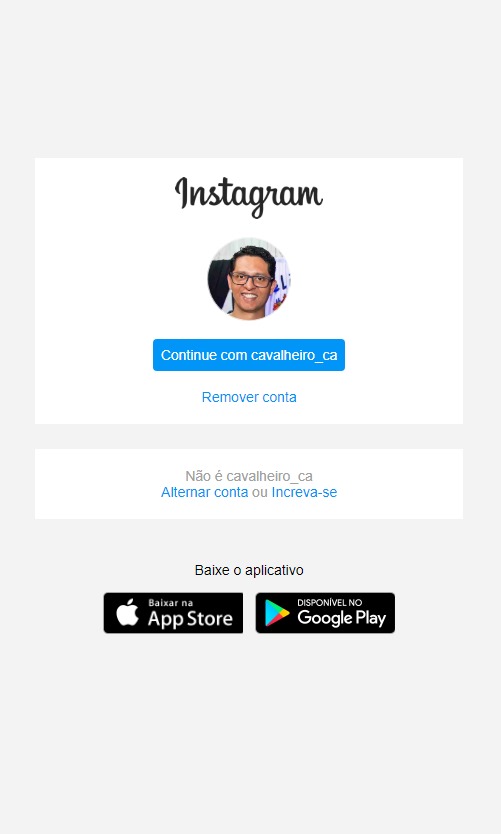 Instagram
Continue com cavalheiro_ca
Remover conta
Não é cavalheiro_ca
Alternar conta ou Increva-se
Baixe o aplicativo
Baixar na
App Store
DISPONÍVEL NO
Google Play